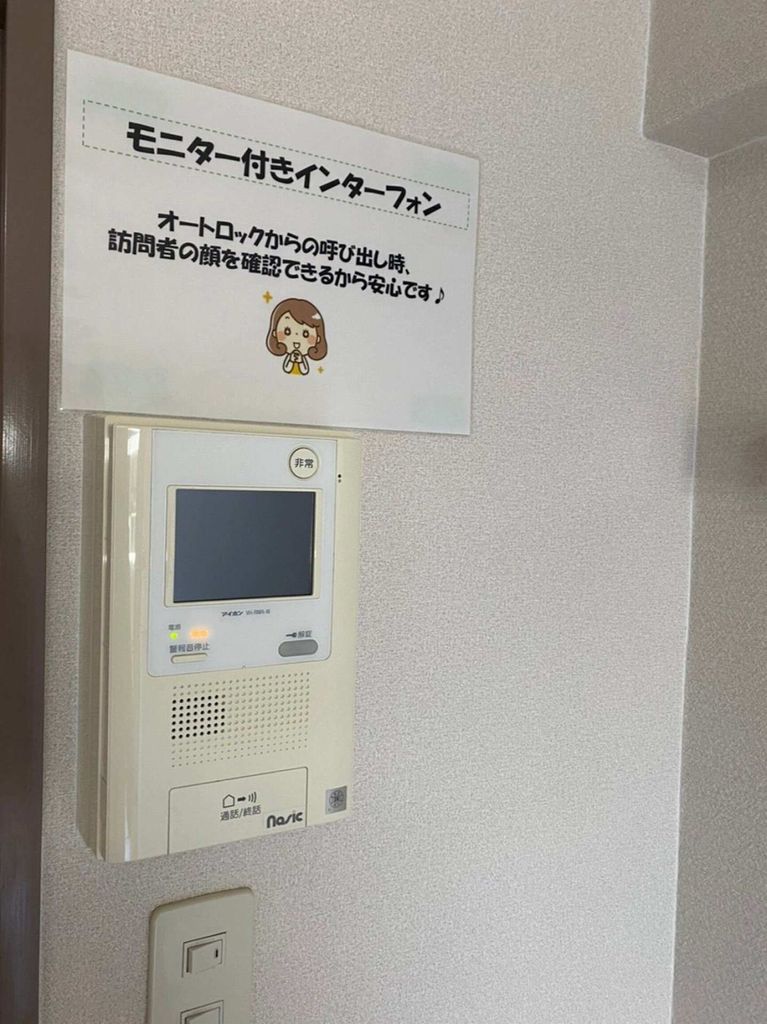 モニター付きインターフォン
オートロックからの呼び出し時、
訪問者の顔を確認できるから安心です♪
非常
アイホン
電源
解錠
警報音停止
通話/終話
Nasic